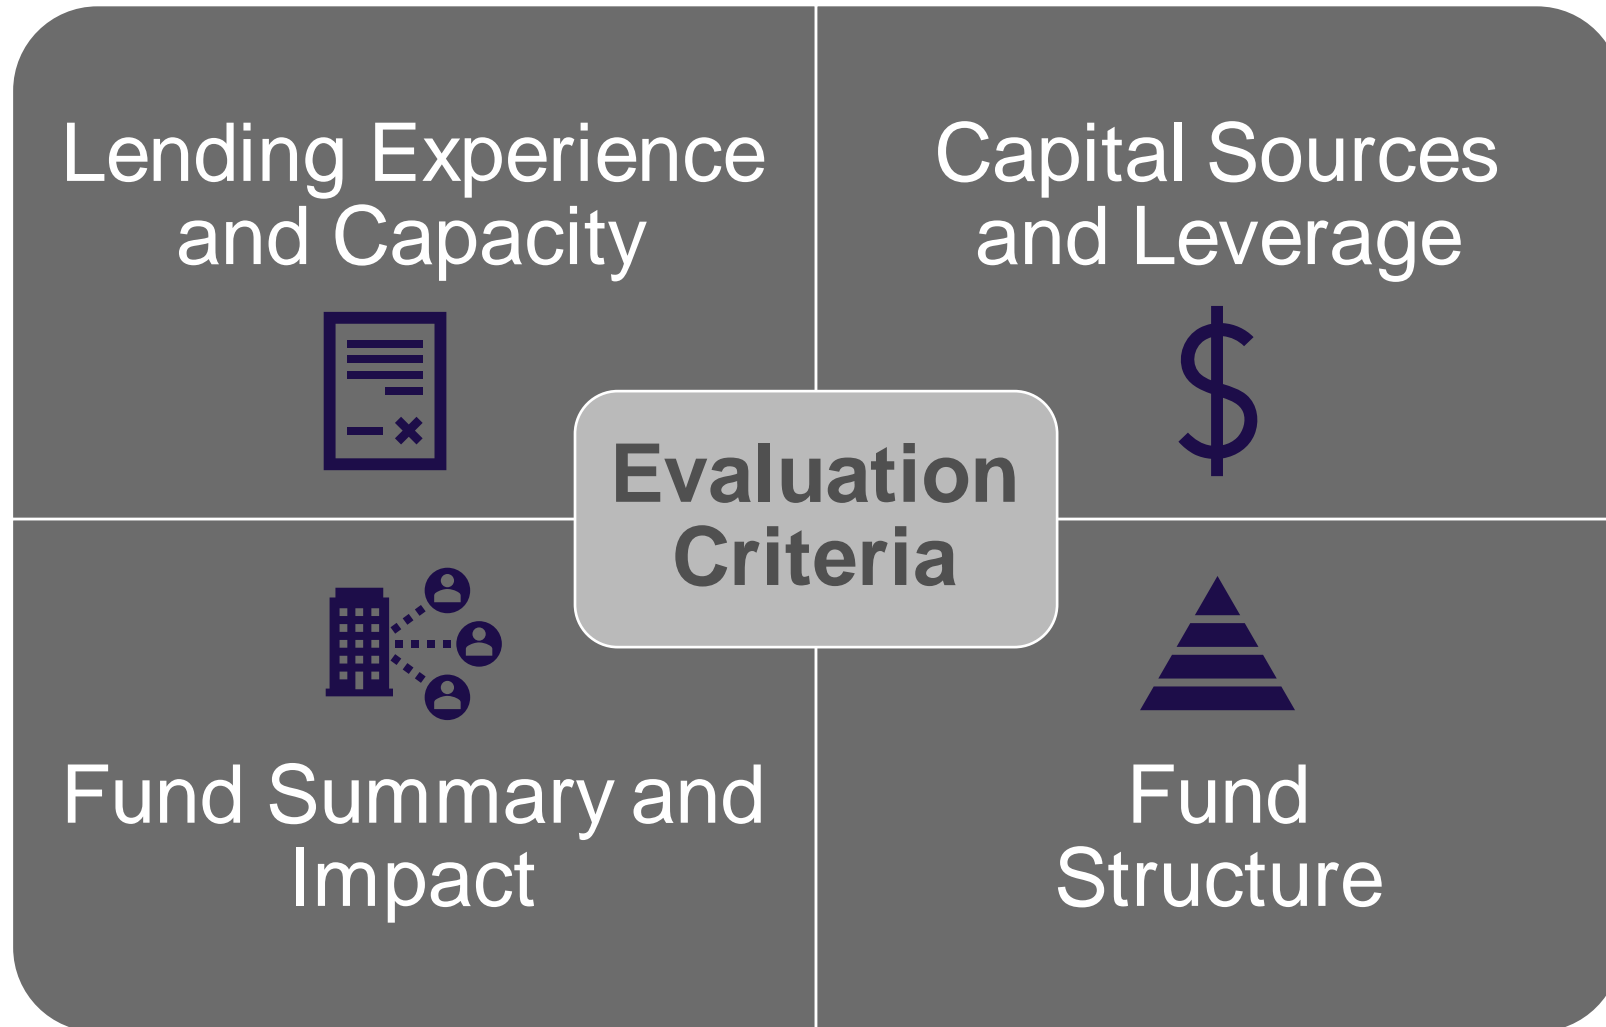 Lending Experience
and Capacity
Capital Sources
and Leverage
Evaluation
Criteria
Fund Summary and
Impact
Fund
Structure